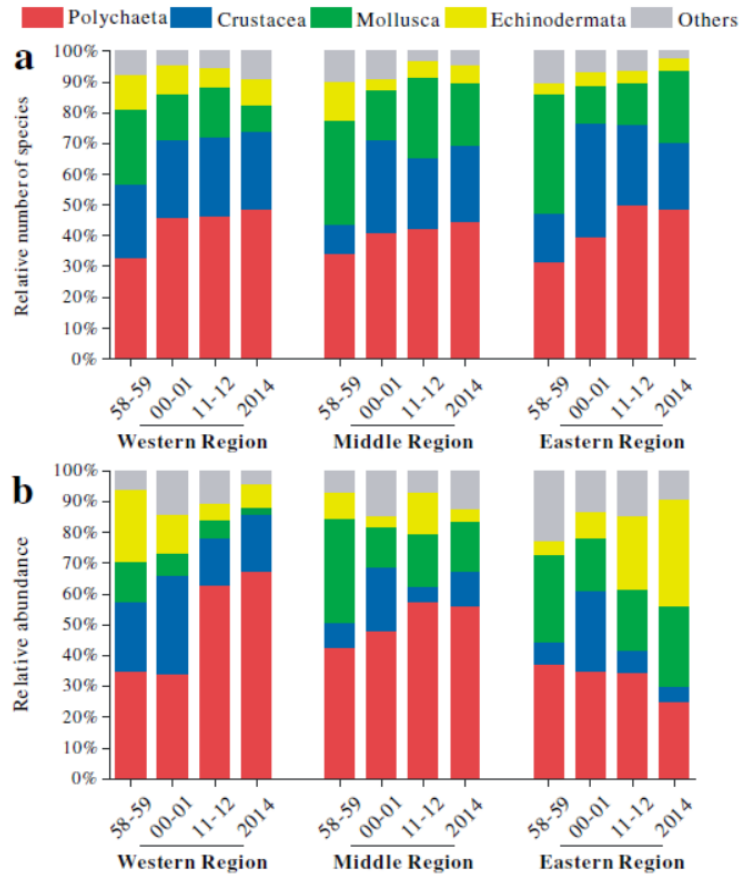 Polychaeta Crustacea Mollusca Echinodermata Others
a
Relative number of species
100%
90%
80%
70%
60%
50%
40%
30%
20%
10%
0%
58-59 00-01 11-12 2014 58-59 00-01 11-12 2014 58-59 00-01 11-12 2014
Western Region Middle Region Eastern Region
b
Relative abundance
100%
90%
80%
70%
60%
50%
40%
30%
20%
10%
0%
58-59 00-01 11-12 2014 58-59 00-01 11-12 2014 58-59 00-01 11-12 2014
Western Region Middle Region Eastern Region